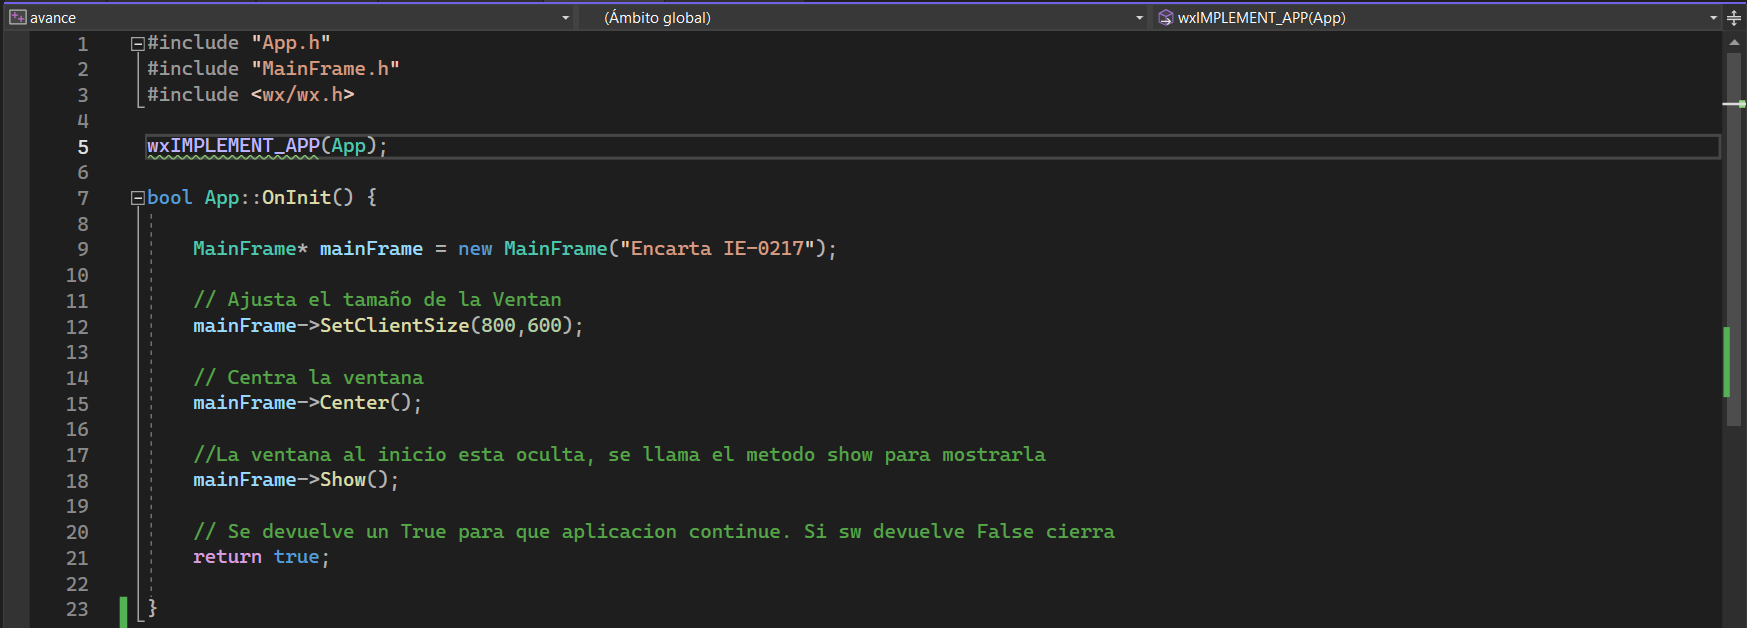 avance (Ámbito global) wxIMPLEMENT_APP(App)
1 #include "App.h"
2 #include "MainFrame.h"
3 #include <wx/wx.h>
4
5 wxIMPLEMENT_APP(App);
6
7 bool App::OnInit() {
8
9 MainFrame* mainFrame = new MainFrame("Encarta IE-0217");
10
11 // Ajusta el tamaño de la Ventan
12 mainFrame->SetClientSize(800,600);
13
14 // Centra la ventana
15 mainFrame->Center();
16
17 //La ventana al inicio esta oculta, se llama el metodo show para mostrarla
18 mainFrame->Show();
19
20 // Se devuelve un True para que aplicacion continue. Si sw devuelve False cierra
21 return true;
22
23 }